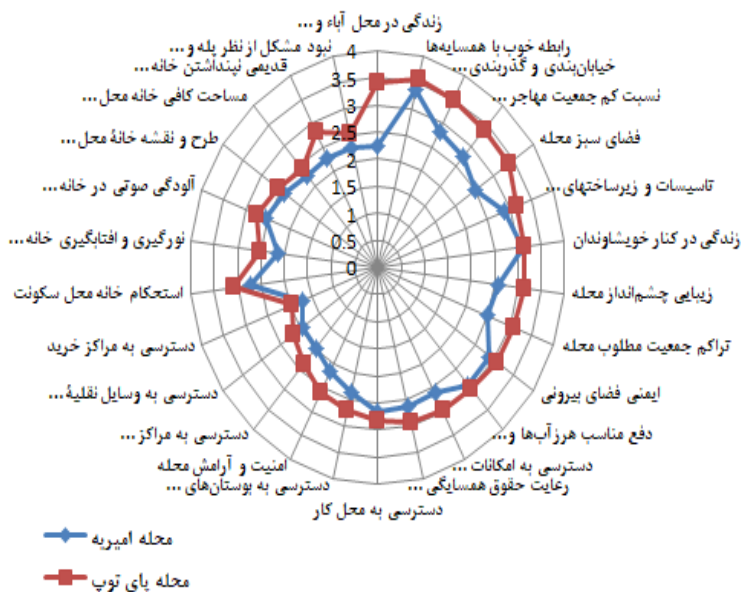 زندگی در محل آباء و ...
رابطه خوب با همسایه‌ها
خیابان‌بندی و گذربندی ...
نسبت کم جمعیت مهاجر ...
فضای سبز محله
تاسیسات و زیرساختهای ...
زندگی در کنار خویشاوندان
زیبایی چشم‌انداز محله
تراکم جمعیت مطلوب محله
ایمنی فضای بیرونی
دفع مناسب هرزآب‌ها و ...
دسترسی به امکانات ...
رعایت حقوق همسایگی ...
دسترسی به محل کار
دسترسی به بوستان‌های ...
امنیت و آرامش محله
دسترسی به مراکز ...
دسترسی به وسایل نقلیهٔ ...
دسترسی به مراکز خرید
استحکام خانه محل سکونت
نورگیری و افتابگیری خانه ...
آلودگی صوتی در خانه ...
طرح و نقشه خانهٔ محل ...
مساحت کافی خانه محل ...
قدیمی نپنداشتن خانه ...
نبود مشکل از نظر پله و ...
4
3.5
3
2.5
2
1.5
1
0.5
0
محله امیریه
محله پای توپ